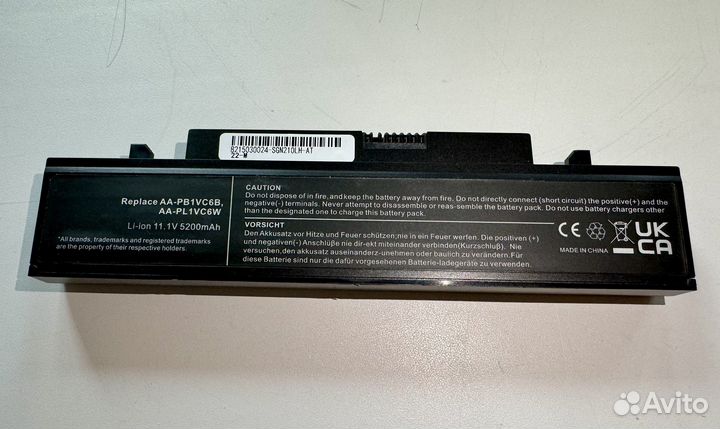 8215030024-SGN210LH-AT
22-M
Replace AA-PB1VC6B,
AA-PL1VC6W
Li-ion 11.1V 5200mAh
*All brands, trademarks and registered trademarks
are the property of their respective holders.
CAUTION
Do not dispose of in fire, and-keep the battery away from fire. Do not directly connect (short circuit) the positive(+) and
negative(-) terminals. Never attempt to disassemble or reas-semble the battery pack. Do not use battery chargers other
than the designated one to charge this battery pack.
VORSICHT
Den Akkusatz vor Hitze und Feuer schützen;nie in ein Feuer werfen. Die positiven (+)
und negativen(-) Anschlüße nie dir-ekt miteinander verbinden(Kurzschluß). Ihren
Akkusatz keinesfalls auseinanderz-unehmen oder baulich zu verändern. Für
diese Batterie sind nur die dafür vorgesehenen Battarie-ladegeräte zu verwenden.
CE
MADE IN CHINA
UK
CA
Avito